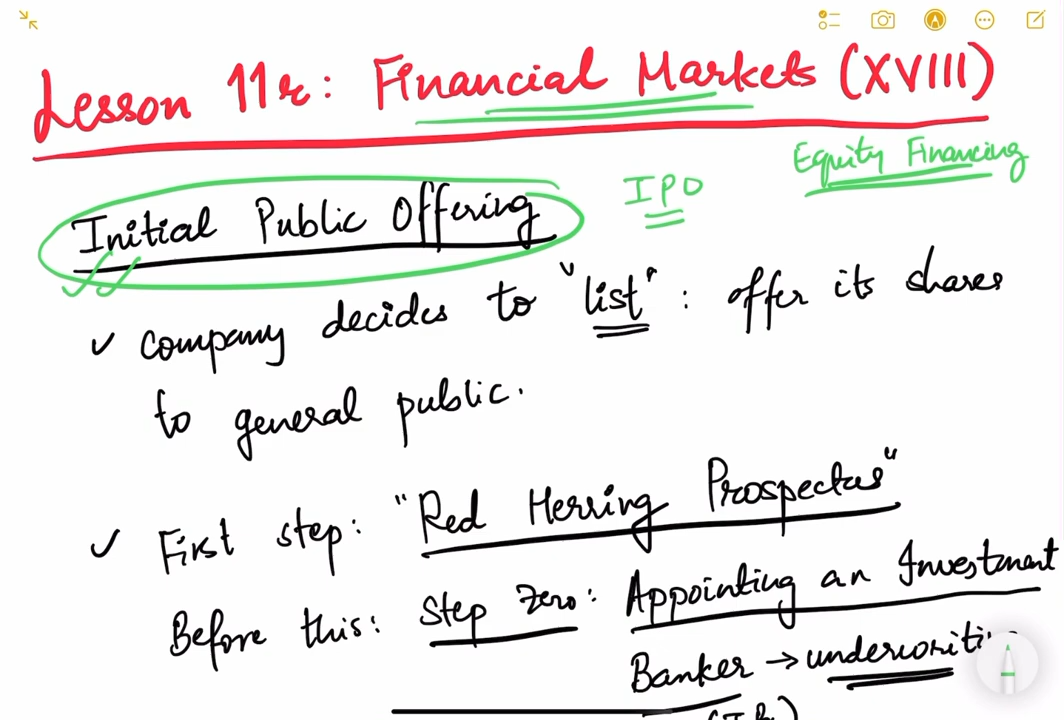 Lesson 11r: Financial Markets (XVIII)
Equity Financing
Initial Public Offering
IPO
✓ company decides to "list": offer its shares
to general public.
✓ First step: "Red Herring Prospectus"
Before this: Step Zero: Appointing an Investment
Banker → underwriting